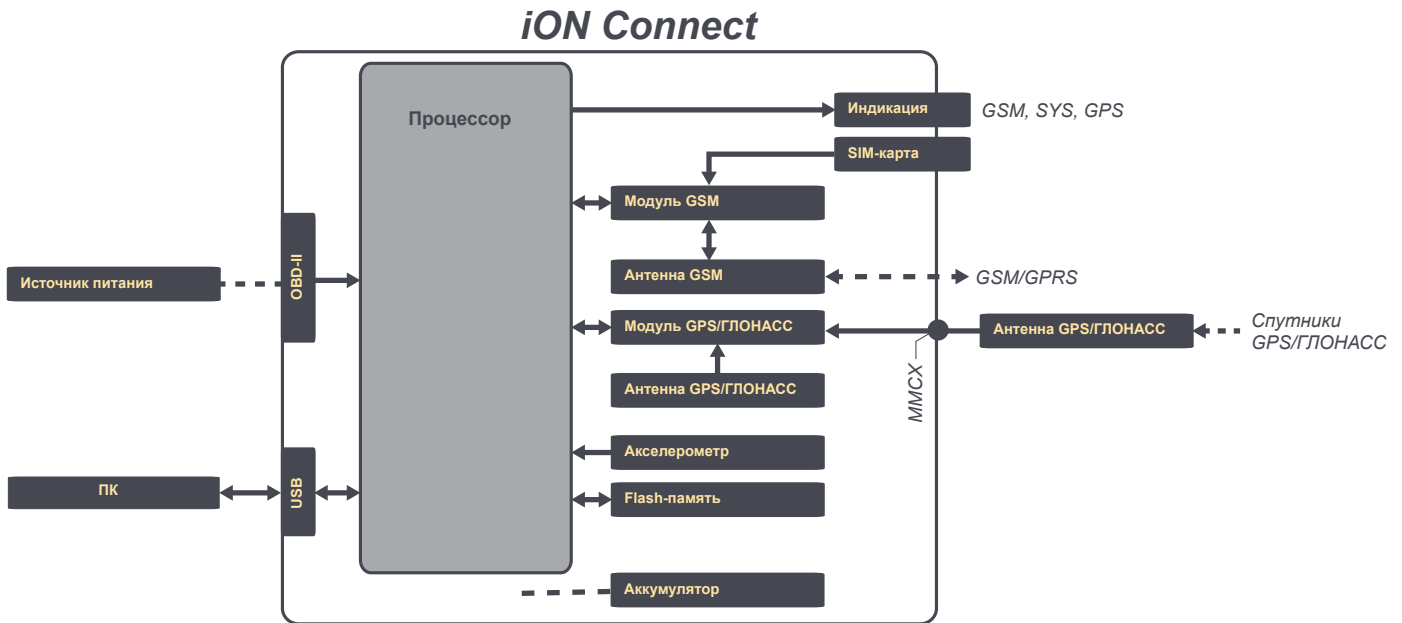 iON Connect
Процессор
Индикация
GSM, SYS, GPS
SIM-карта
Модуль GSM
Антенна GSM
GSM/GPRS
Источник питания
OBD-II
Модуль GPS/ГЛОНАСС
Антенна GPS/ГЛОНАСС
Спутники
GPS/ГЛОНАСС
MMCX
Антенна GPS/ГЛОНАСС
Акселерометр
ПК
USB
Flash-память
Аккумулятор